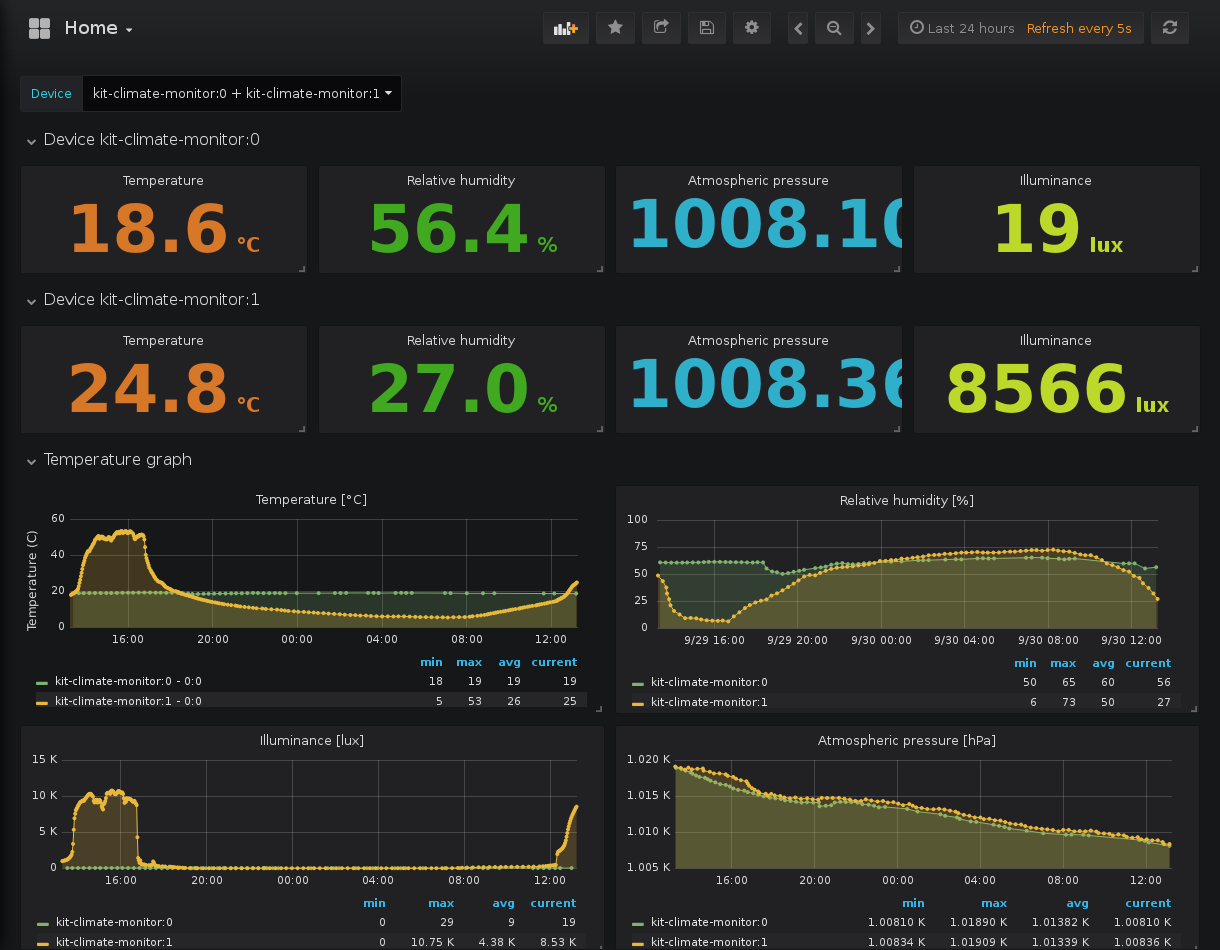 Home
Last 24 hours Refresh every 5s
Device kit-climate-monitor:0 + kit-climate-monitor:1
Device kit-climate-monitor:0
Temperature Relative humidity Atmospheric pressure Illuminance
18.6 °C 56.4 % 1008.10 19 lux
Device kit-climate-monitor:1
Temperature Relative humidity Atmospheric pressure Illuminance
24.8 °C 27.0 % 1008.36 8566 lux
Temperature graph
Temperature [°C]
Temperature (C)
60
40
20
0
16:00 20:00 00:00 04:00 08:00 12:00
min max avg current
kit-climate-monitor:0 - 0:0 18 19 19 19
kit-climate-monitor:1 - 0:0 5 53 26 25
Relative humidity [%]
100
75
50
25
0
9/29 16:00 9/29 20:00 9/30 00:00 9/30 04:00 9/30 08:00 9/30 12:00
min max avg current
kit-climate-monitor:0 50 65 60 56
kit-climate-monitor:1 6 73 50 27
Illuminance [lux]
15 K
10 K
5 K
0
16:00 20:00 00:00 04:00 08:00 12:00
min max avg current
kit-climate-monitor:0 0 29 9 19
kit-climate-monitor:1 0 10.75 K 4.38 K 8.53 K
Atmospheric pressure [hPa]
1.020 K
1.015 K
1.010 K
1.005 K
16:00 20:00 00:00 04:00 08:00 12:00
min max avg current
kit-climate-monitor:0 1.00810 K 1.01890 K 1.01382 K 1.00810 K
kit-climate-monitor:1 1.00834 K 1.01909 K 1.01339 K 1.00836 K